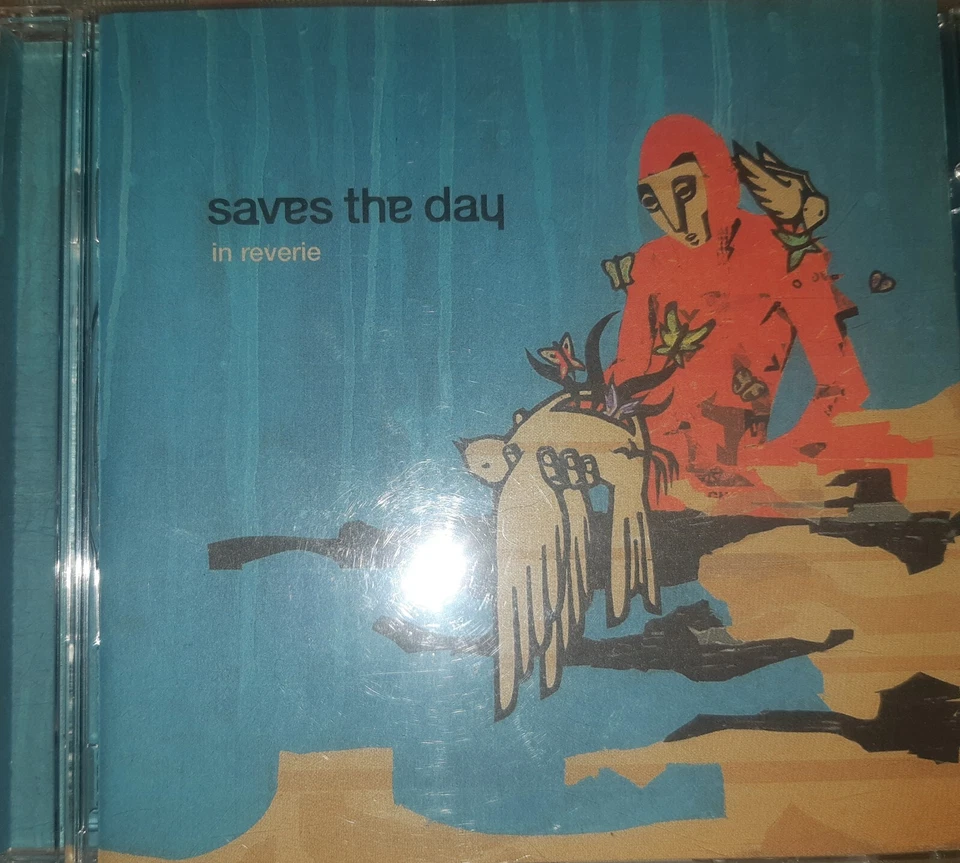 saves the day
in reverie